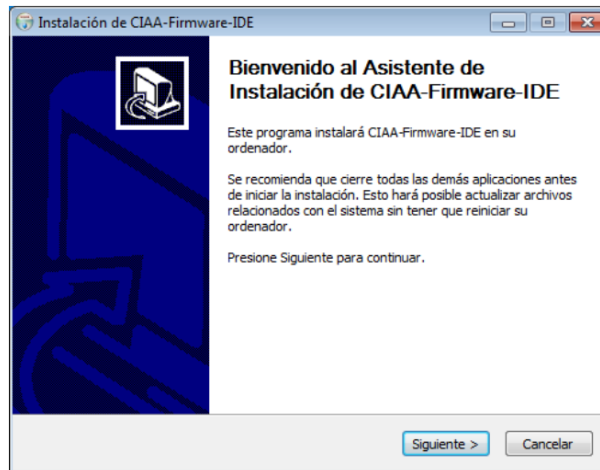 Instalación de CIAA-Firmware-IDE
Bienvenido al Asistente de
Instalación de CIAA-Firmware-IDE
Este programa instalará CIAA-Firmware-IDE en su
ordenador.
Se recomienda que cierre todas las demás aplicaciones antes
de iniciar la instalación. Esto hará posible actualizar archivos
relacionados con el sistema sin tener que reiniciar su
ordenador.
Presione Siguiente para continuar.
Siguiente >
Cancelar